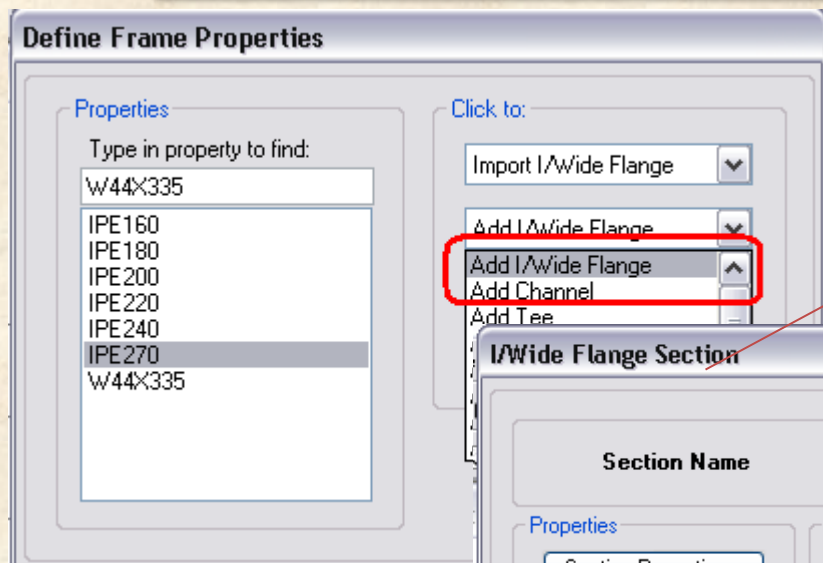 Define Frame Properties
Properties
Type in property to find:
W44X335
IPE160
IPE180
IPE200
IPE220
IPE240
IPE270
W44X335
Click to:
Import I/Wide Flange
Add I/Wide Flange
Add I/Wide Flange
Add Channel
Add Tee
I/Wide Flange Section
Section Name
Properties
Section Properties